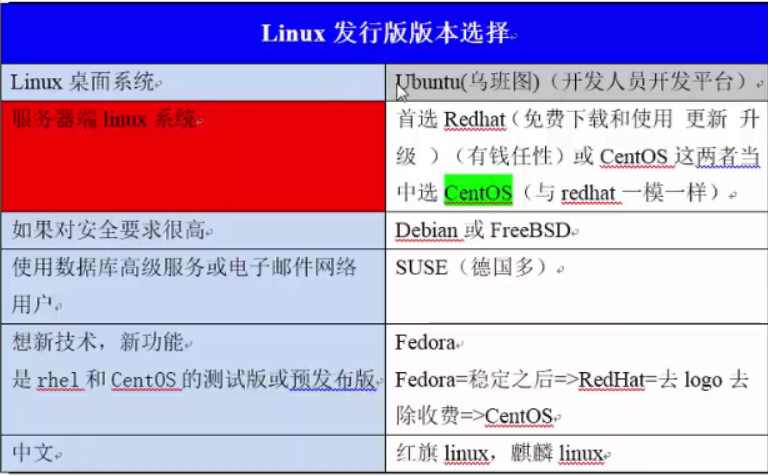 Linux 发行版版本选择
Linux 桌面系统
Ubuntu(乌班图)（开发人员开发平台）
服务器端 linux 系统
首选 Redhat（免费下载和使用 更新 升
级 ）（有钱任性）或 CentOS 这两者当
中选 CentOS（与 redhat 一模一样）
如果对安全要求很高
Debian 或 FreeBSD
使用数据库高级服务或电子邮件网络
用户
SUSE（德国多）
想新技术，新功能
是 rhel 和 CentOS 的测试版或预发布版
Fedora
Fedora=稳定之后=>RedHat=去 logo 去
除收费=>CentOS
中文
红旗 linux，麒麟 linux